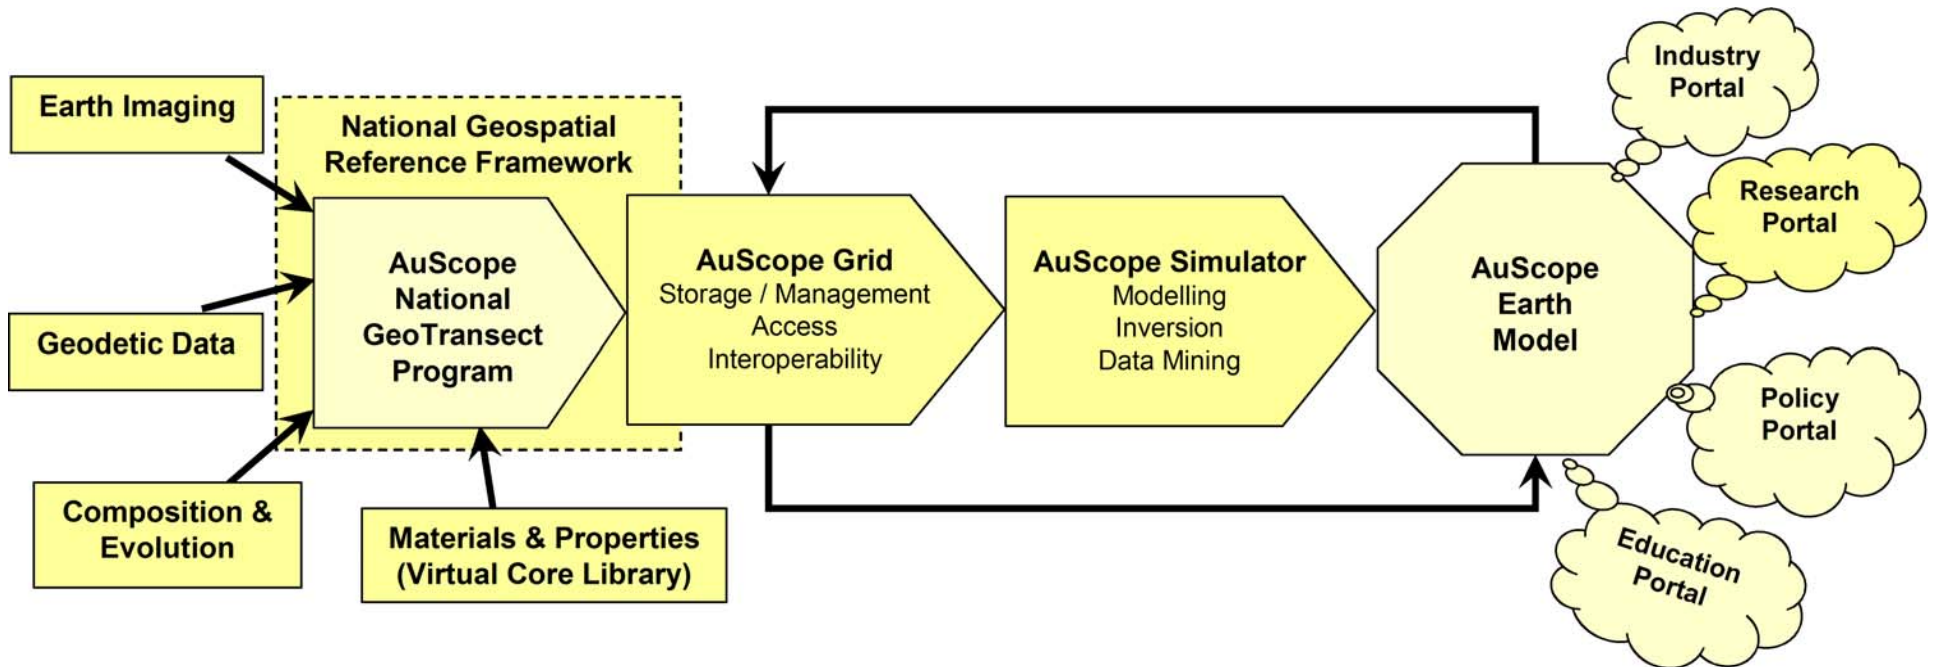 Earth Imaging
National Geospatial
Reference Framework
Geodetic Data
Composition &
Evolution
Materials & Properties
(Virtual Core Library)
AuScope
National
GeoTransect
Program
AuScope Grid
Storage / Management
Access
Interoperability
AuScope Simulator
Modelling
Inversion
Data Mining
AuScope
Earth
Model
Industry
Portal
Research
Portal
Policy
Portal
Education
Portal